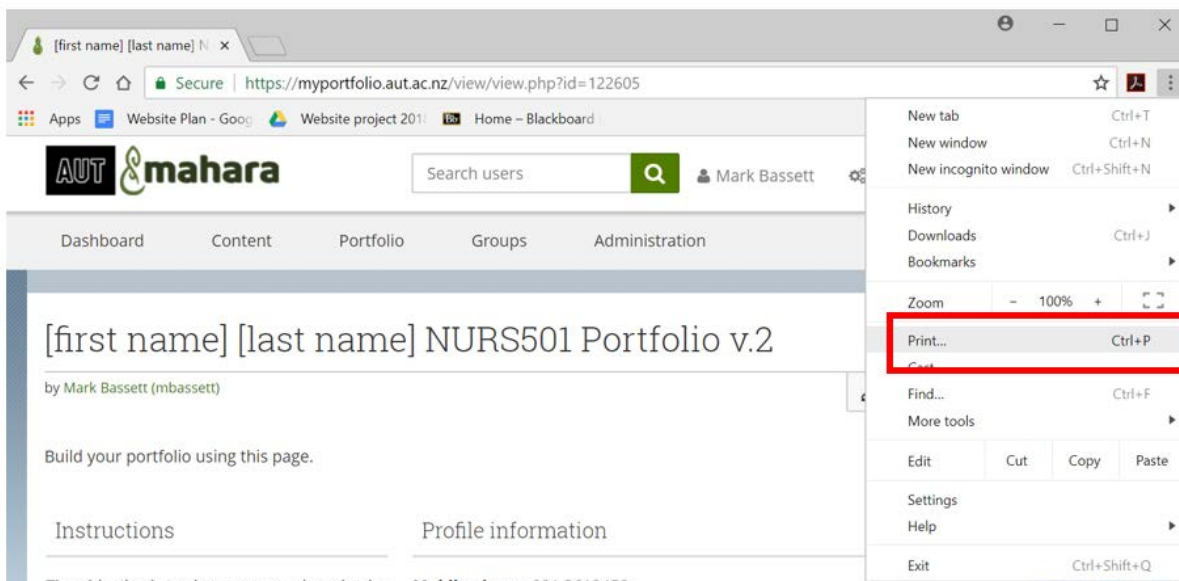 [first name] [last name] N
Secure | https://myportfolio.aut.ac.nz/view/view.php?id=122605
Apps Website Plan - Goog Website project 201 Bb Home – Blackboard
AUT mahara Search users Mark Bassett
Dashboard Content Portfolio Groups Administration
[first name] [last name] NURS501 Portfolio v.2
by Mark Bassett (mbassett)
Build your portfolio using this page.
Instructions Profile information
New tab Ctrl+T
New window Ctrl+N
New incognito window Ctrl+Shift+N
History
Downloads Ctrl+J
Bookmarks
Zoom - 100% +
Print... Ctrl+P
Find... Ctrl+F
More tools
Edit Cut Copy Paste
Settings
Help
Exit Ctrl+Shift+Q